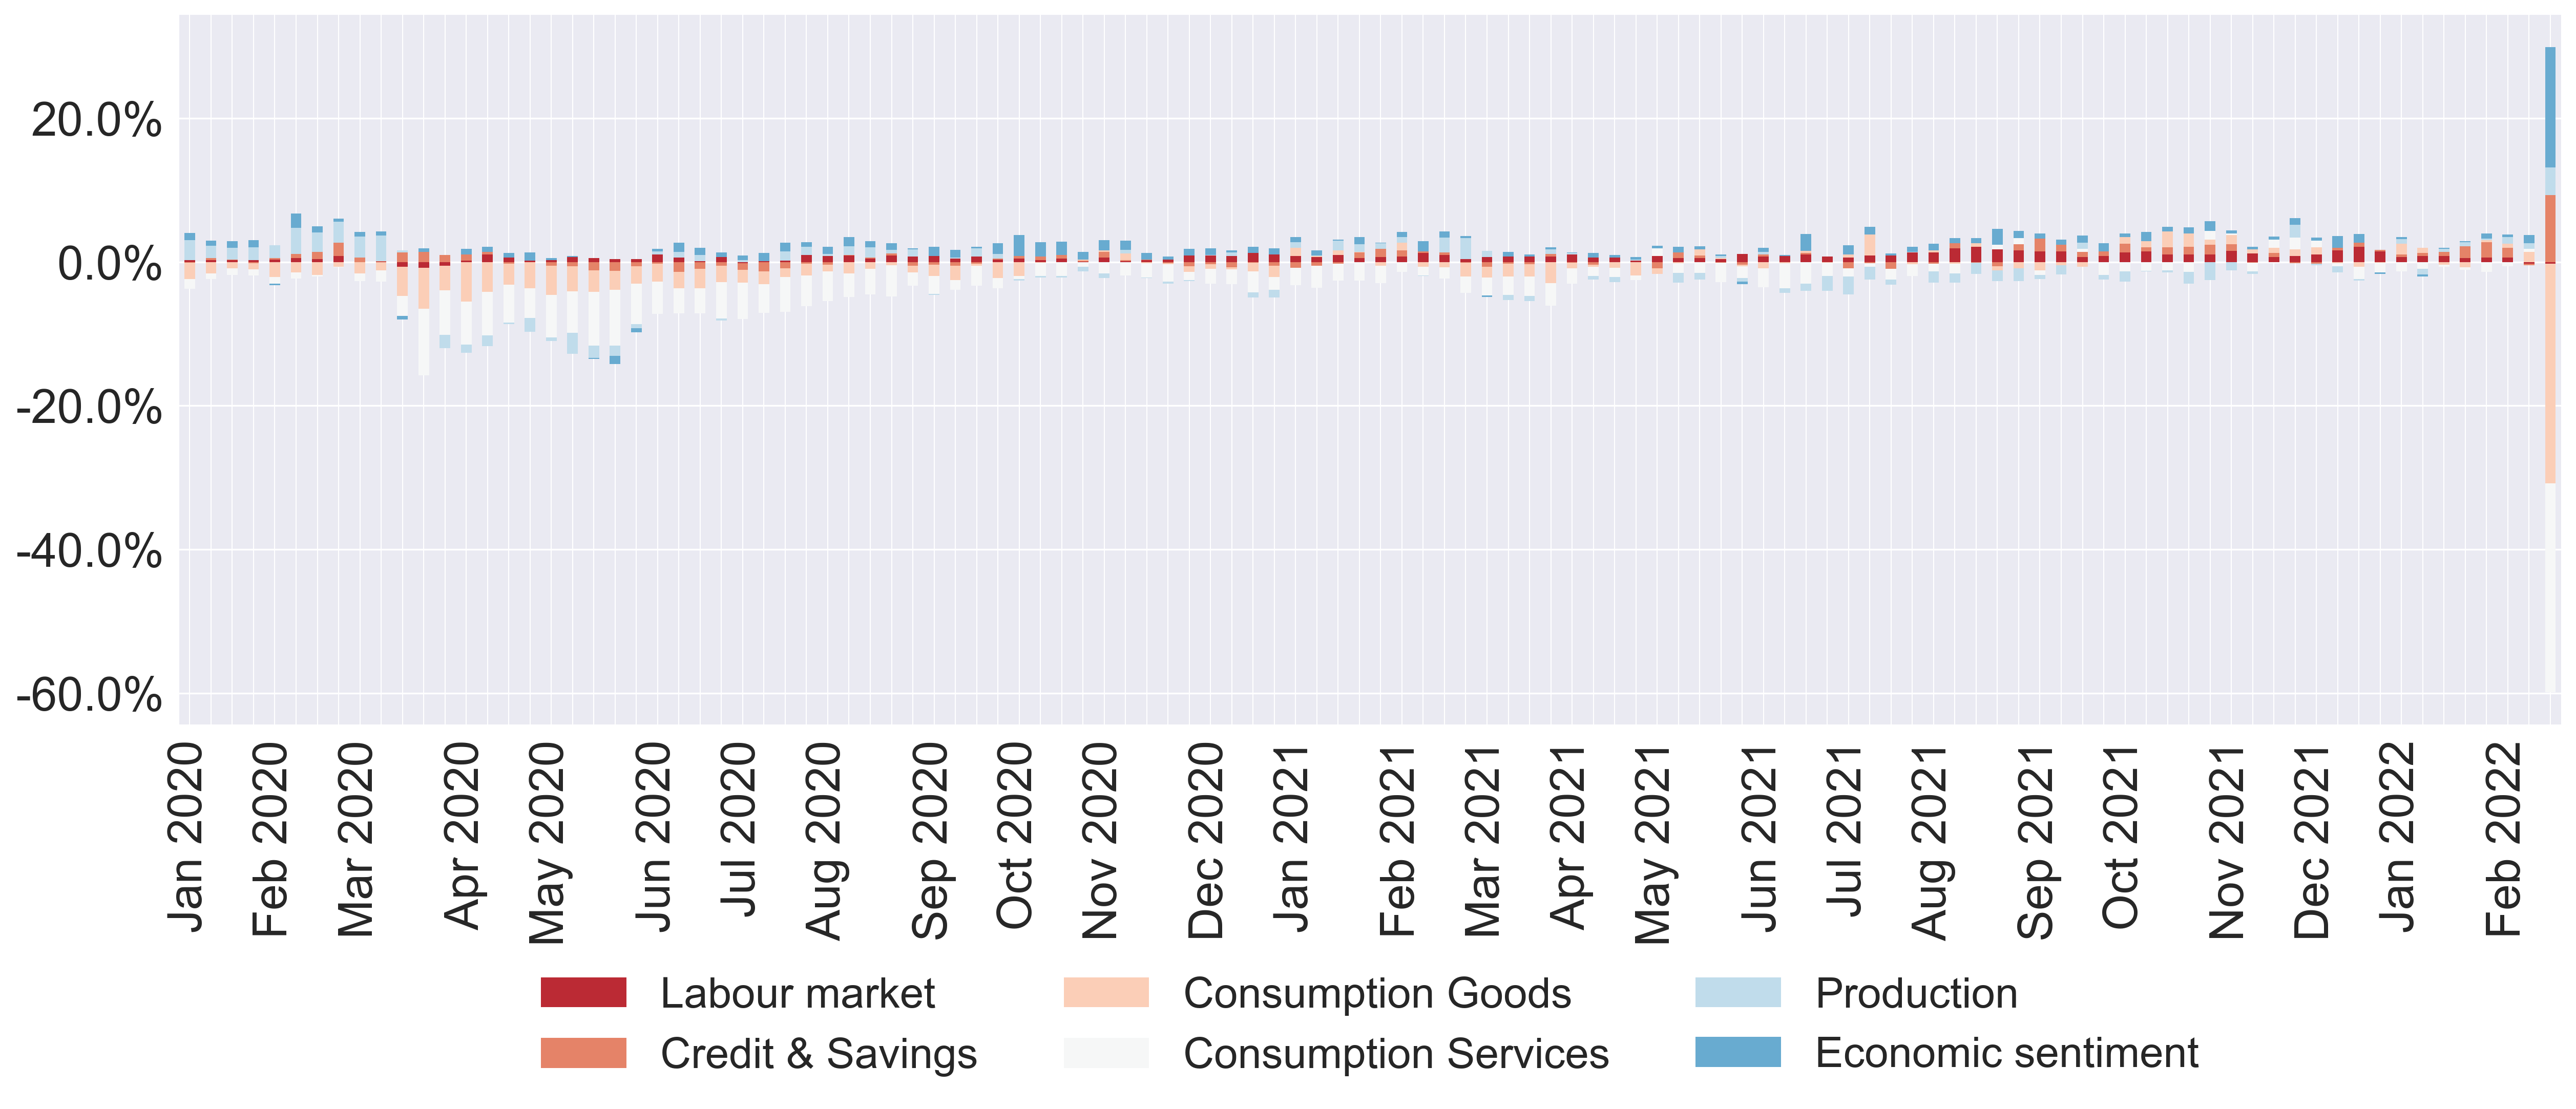 20.0%
0.0%
-20.0%
-40.0%
-60.0%
Jan 2020
Feb 2020
Mar 2020
Apr 2020
May 2020
Jun 2020
Jul 2020
Aug 2020
Sep 2020
Oct 2020
Nov 2020
Dec 2020
Jan 2021
Feb 2021
Mar 2021
Apr 2021
May 2021
Jun 2021
Jul 2021
Aug 2021
Sep 2021
Oct 2021
Nov 2021
Dec 2021
Jan 2022
Feb 2022
Labour market
Consumption Goods
Production
Credit & Savings
Consumption Services
Economic sentiment